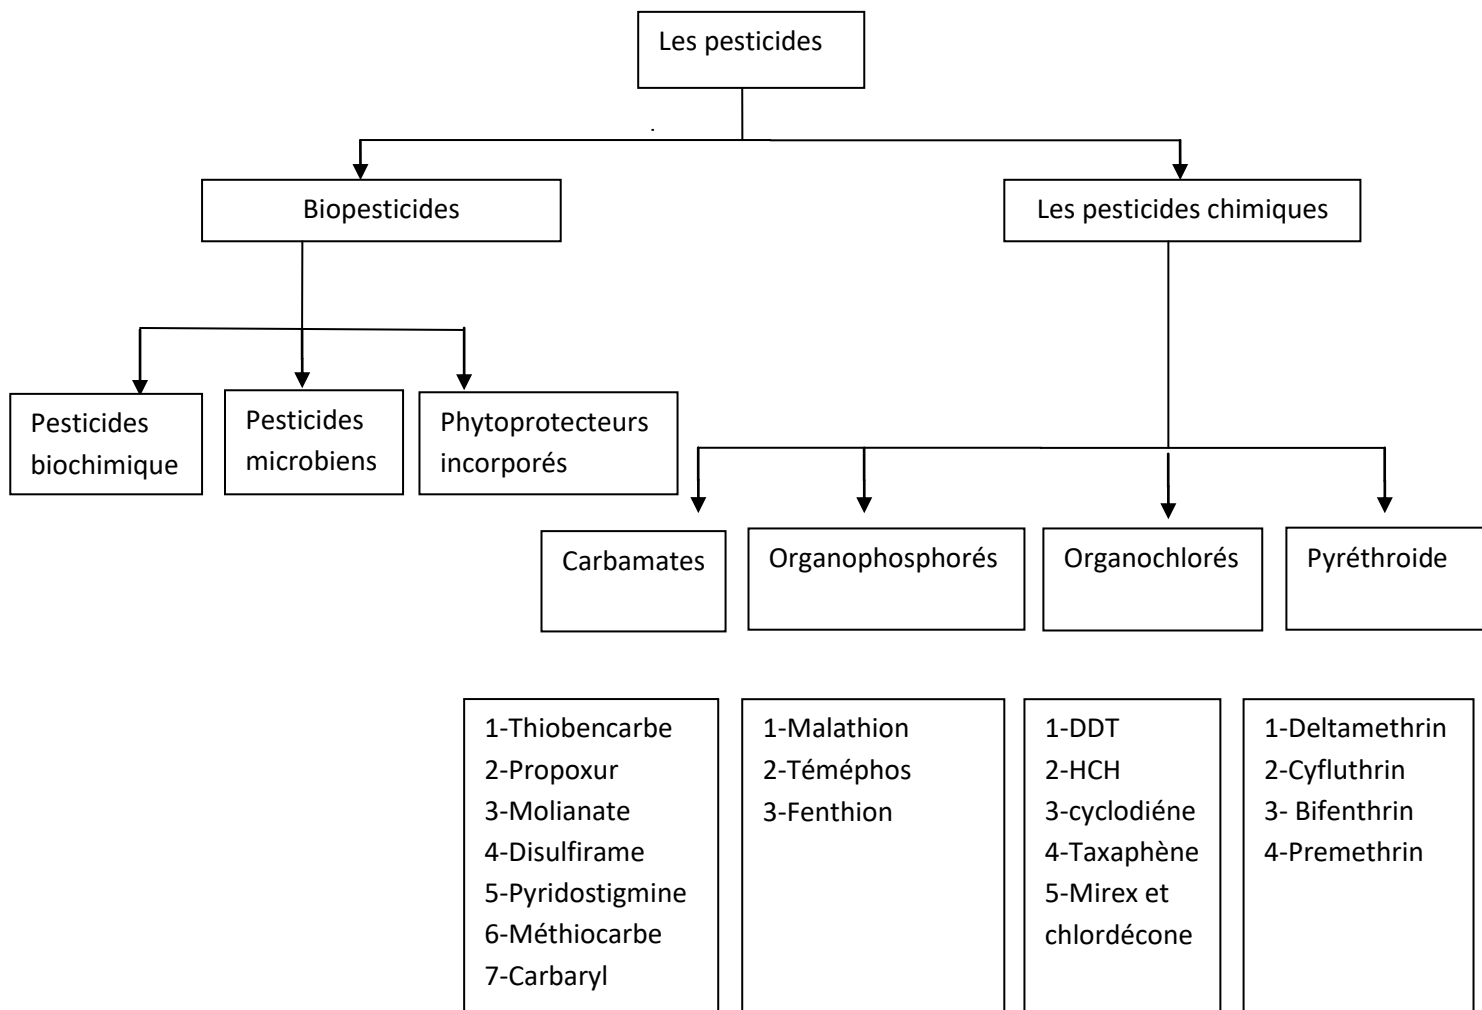 Les pesticides
Biopesticides
Les pesticides chimiques
Pesticides
biochimique
Pesticides
microbiens
Phytoprotecteurs
incorporés
Carbamates
Organophosphorés
Organochlorés
Pyréthroide
1-Thiobencarbe
2-Propoxur
3-Molianate
4-Disulfirame
5-Pyridostigmine
6-Méthiocarbe
7-Carbaryl
1-Malathion
2-Téméphos
3-Fenthion
1-DDT
2-HCH
3-cyclodiéne
4-Taxaphène
5-Mirex et
chlordécone
1-Deltamethrin
2-Cyfluthrin
3- Bifenthrin
4-Premethrin